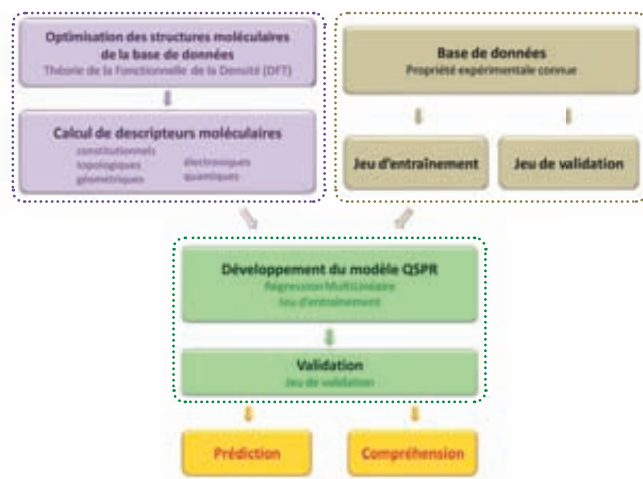 Optimisation des structures moléculaires
de la base de données
Théorie de la Fonctionnelle de la Densité (DFT)
Calcul de descripteurs moléculaires
constitutionnels
topologiques
géométriques
électroniques
quantiques
Base de données
Propriété expérimentale connue
Jeu d'entraînement
Jeu de validation
Développement du modèle QSPR
Régression MultiLinéaire
Jeu d'entraînement
Validation
Jeu de validation
Prédiction
Compréhension